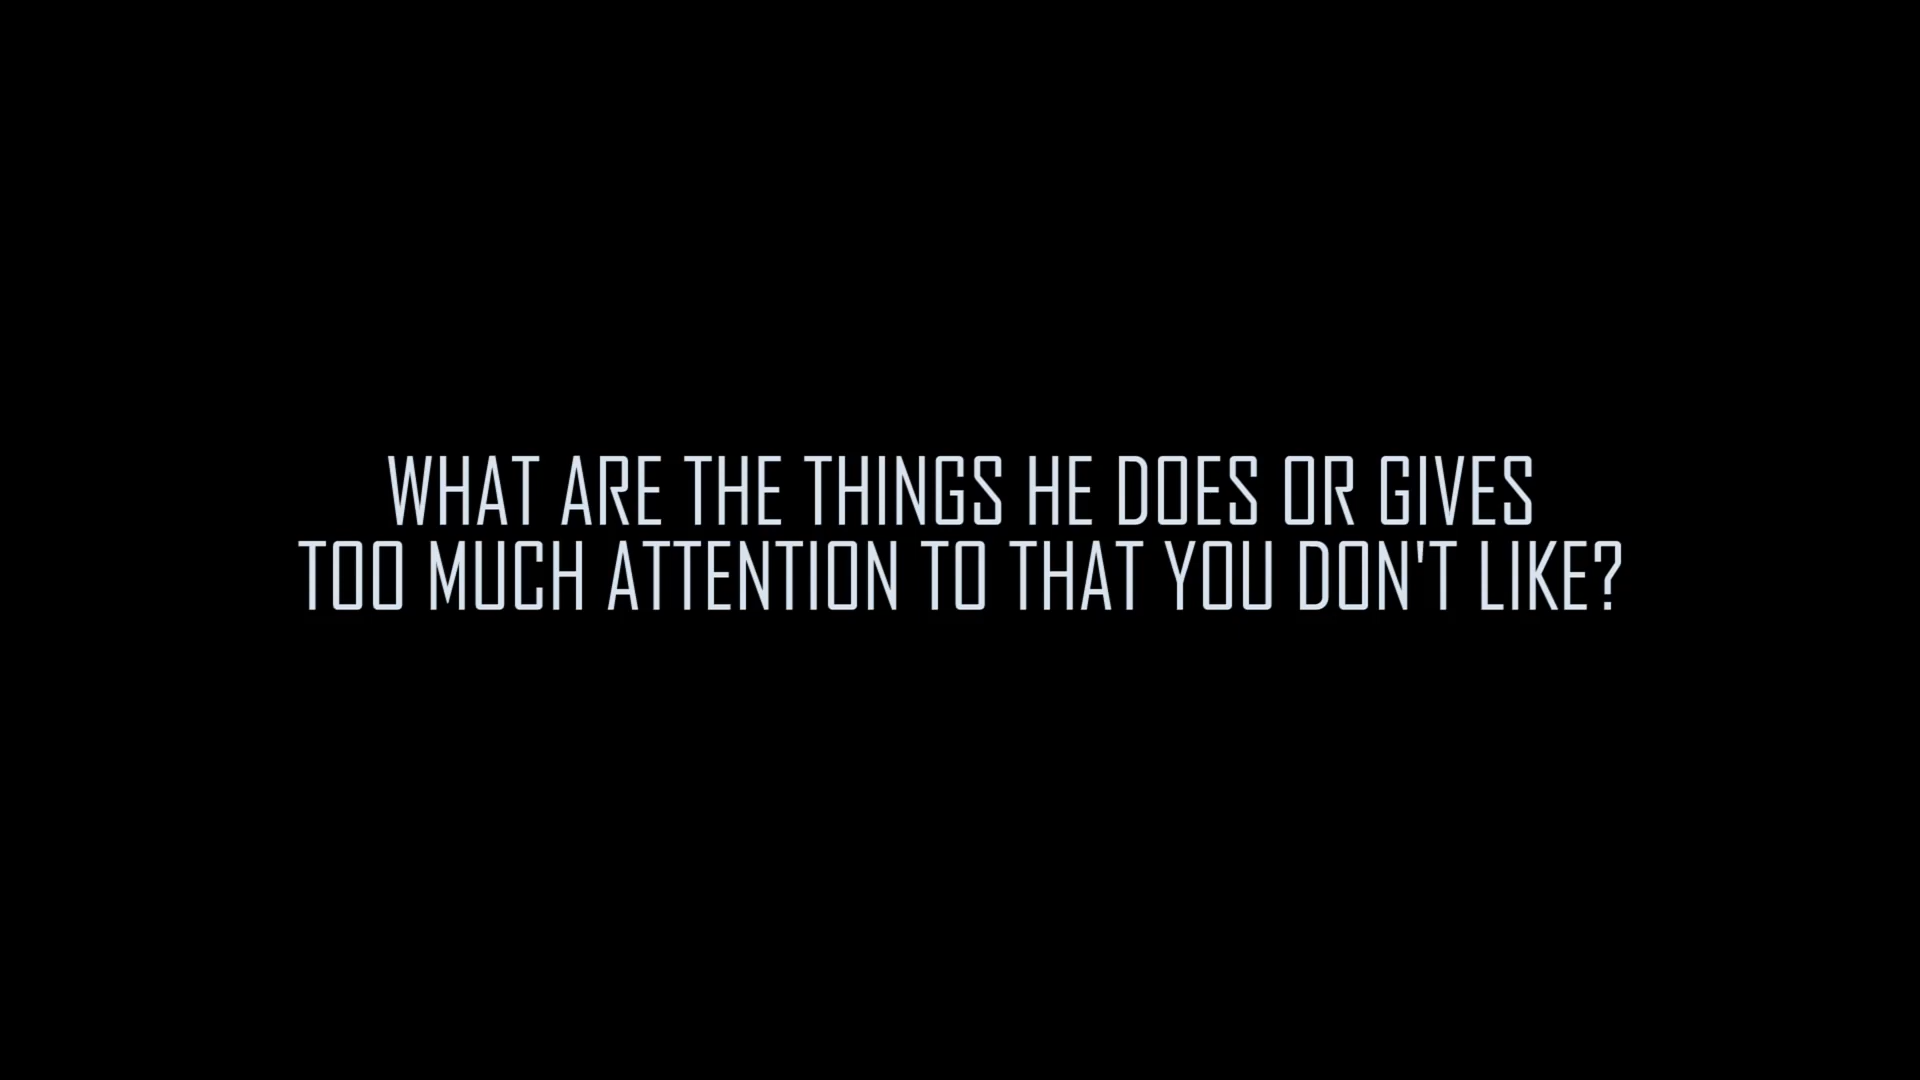 WHAT ARE THE THINGS HE DOES OR GIVES
TOO MUCH ATTENTION TO THAT YOU DON'T LIKE?